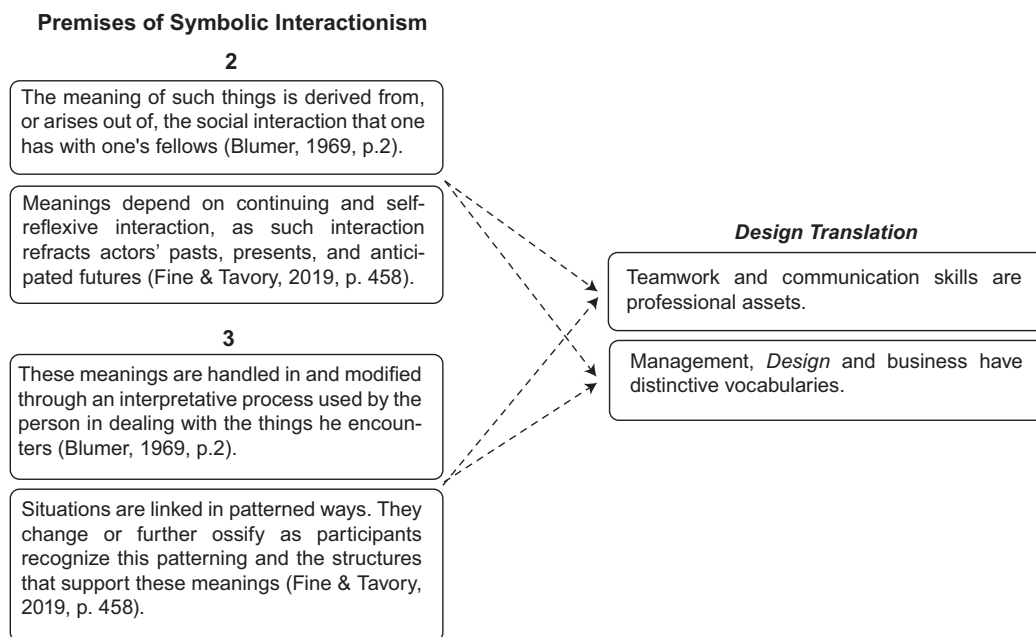 Premises of Symbolic Interactionism
2
The meaning of such things is derived from,
or arises out of, the social interaction that one
has with one's fellows (Blumer, 1969, p.2).
Meanings depend on continuing and self-
reflexive interaction, as such interaction
refracts actors’ pasts, presents, and antici-
pated futures (Fine & Tavory, 2019, p. 458).
3
These meanings are handled in and modified
through an interpretative process used by the
person in dealing with the things he encoun-
ters (Blumer, 1969, p.2).
Situations are linked in patterned ways. They
change or further ossify as participants
recognize this patterning and the structures
that support these meanings (Fine & Tavory,
2019, p. 458).
Design Translation
Teamwork and communication skills are
professional assets.
Management, Design and business have
distinctive vocabularies.